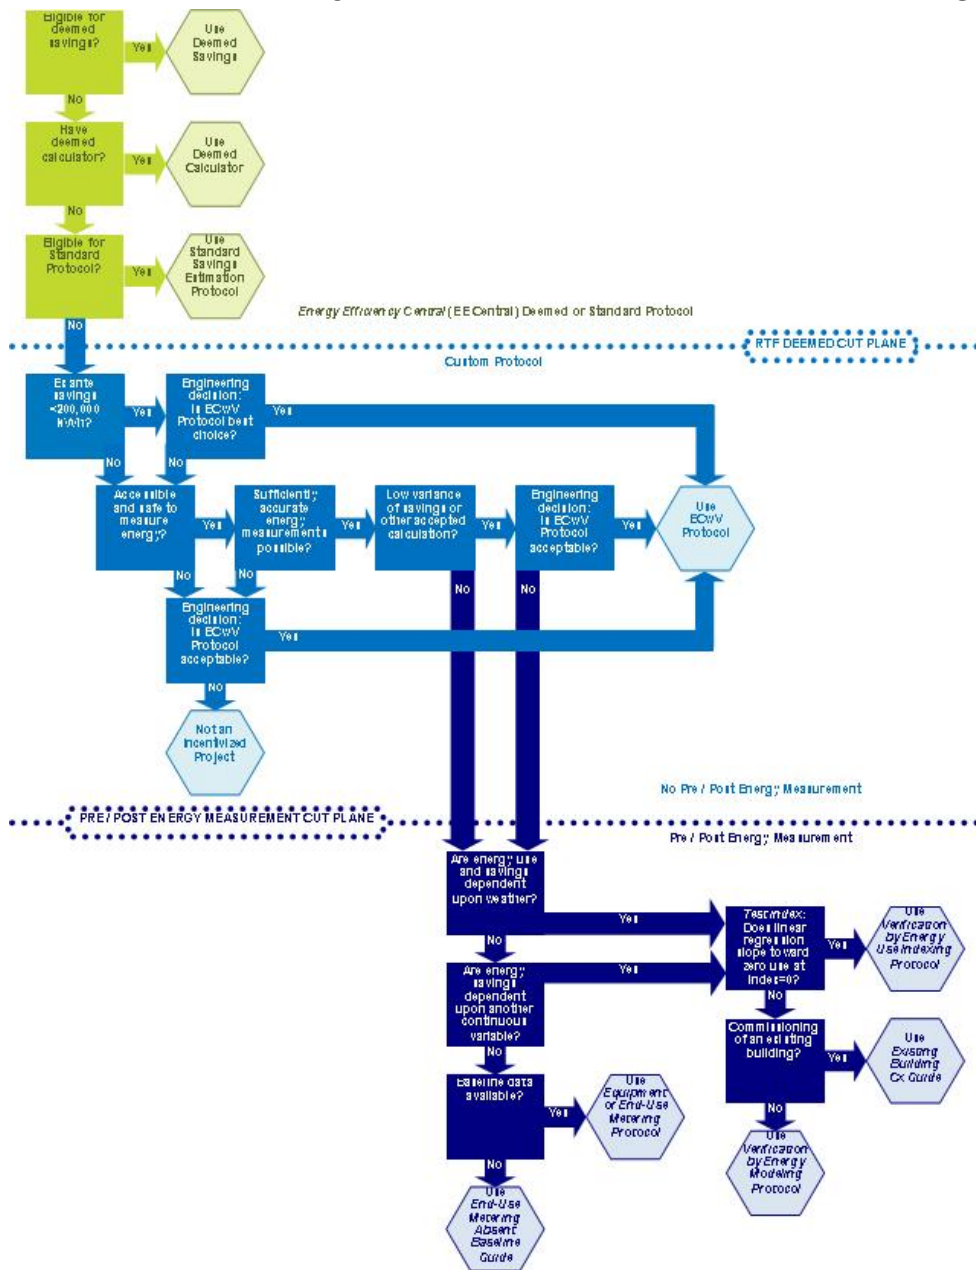 Eligible for
deemed
savings?
Yes
Use
Deemed
Savings
No
Have
deemed
calculator?
Yes
Use
Deemed
Calculator
No
Eligible for
Standard
Protocol?
Yes
Use
Standard
Savings
Estimation
Protocol
No
Energy Efficiency Central (EE Central) Deemed or Standard Protocol
RTF DEEMED CUT PLANE
Custom Protocol
Ex ante
savings
<200,000
kWh?
Yes
Engineering
decision:
Is ECwV
Protocol best
choice?
Yes
No
No
Accessible
and safe to
measure
energy?
Yes
Sufficiently
accurate
energy
measurements
possible?
Yes
Low variance
of savings or
other accepted
calculation?
Yes
Engineering
decision:
Is ECwV
Protocol
acceptable?
Yes
Use
ECwV
Protocol
No
No
No
No
Engineering
decision:
Is ECwV
Protocol
acceptable?
Yes
No
Not an
Incentivized
Project
No Pre / Post Energy Measurement
PRE / POST ENERGY MEASUREMENT CUT PLANE
Pre / Post Energy Measurement
Are energy use
and savings
dependent
upon weather?
Yes
Test index:
Does linear
regression
slope toward
zero use at
index=0?
Yes
Use
Verification
by Energy
Use Indexing
Protocol
No
Are energy
savings
dependent
upon another
continuous
variable?
Yes
No
Commissioning
of an existing
building?
Yes
Use
Existing
Building
Cx Guide
No
Baseline data
available?
Yes
Use
Equipment
or End-Use
Metering
Protocol
No
Use
Verification
by Energy
Modeling
Protocol
No
Use
End-Use
Metering
Absent
Baseline
Guide